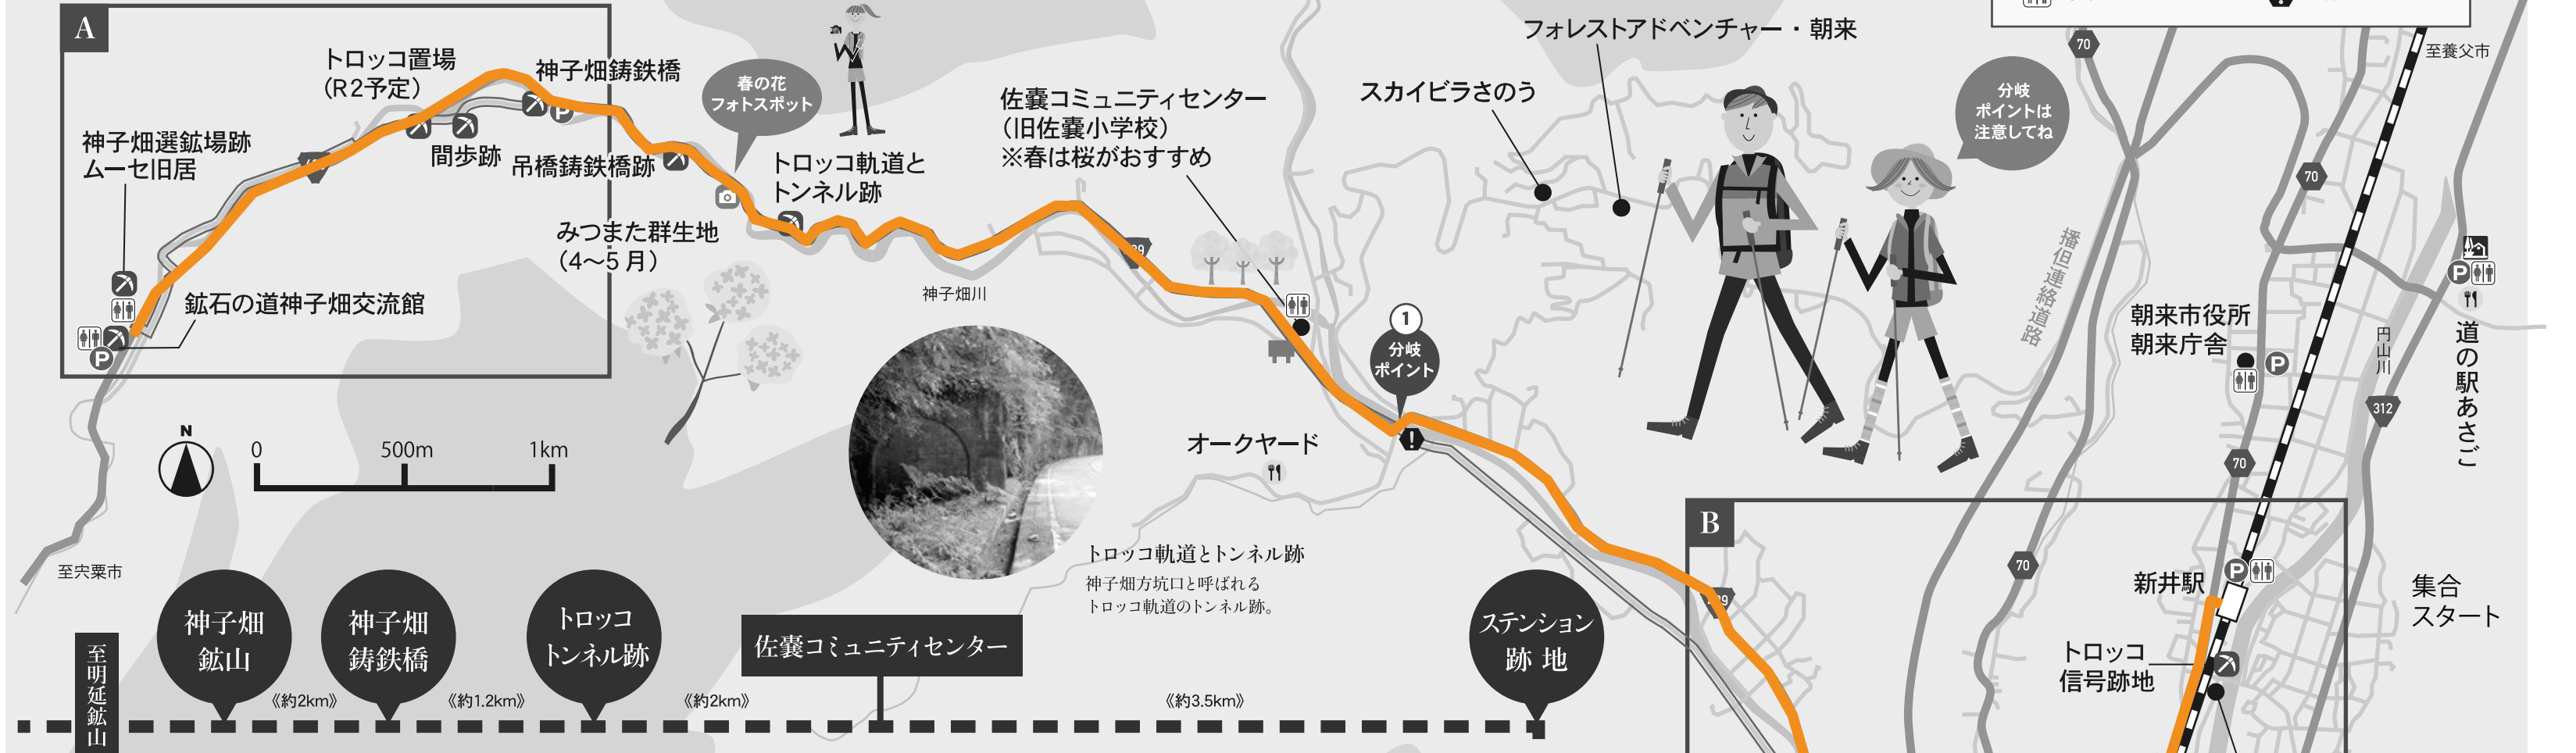 A
トロッコ置場
（R2予定）
神子畑鋳鉄橋
神子畑選鉱場跡
ムーセ旧居
間歩跡
吊橋鋳鉄橋跡
P
鉱石の道神子畑交流館
P
春の花
フォトスポット
トロッコ軌道と
トンネル跡
みつまた群生地
（4〜5 月）
神子畑川
佐嚢コミュニティセンター
（旧佐嚢小学校）
※春は桜がおすすめ
フォレストアドベンチャー・朝来
スカイビラさのう
分岐
ポイントは
注意してね
70
至養父市
70
播但連絡道路
P
道の駅あさご
朝来市役所
朝来庁舎
P
円山川
312
70
1
分岐
ポイント
!
オークヤード
N
0
500m
1km
至宍粟市
トロッコ軌道とトンネル跡
神子畑方坑口と呼ばれる
トロッコ軌道のトンネル跡。
B
70
新井駅
P
集合
スタート
トロッコ
信号跡地
至明延鉱山
神子畑
鉱山
《約2km》
神子畑
鋳鉄橋
《約1.2km》
トロッコ
トンネル跡
《約2km》
佐嚢コミュニティセンター
《約3.5km》
ステンション
跡 地